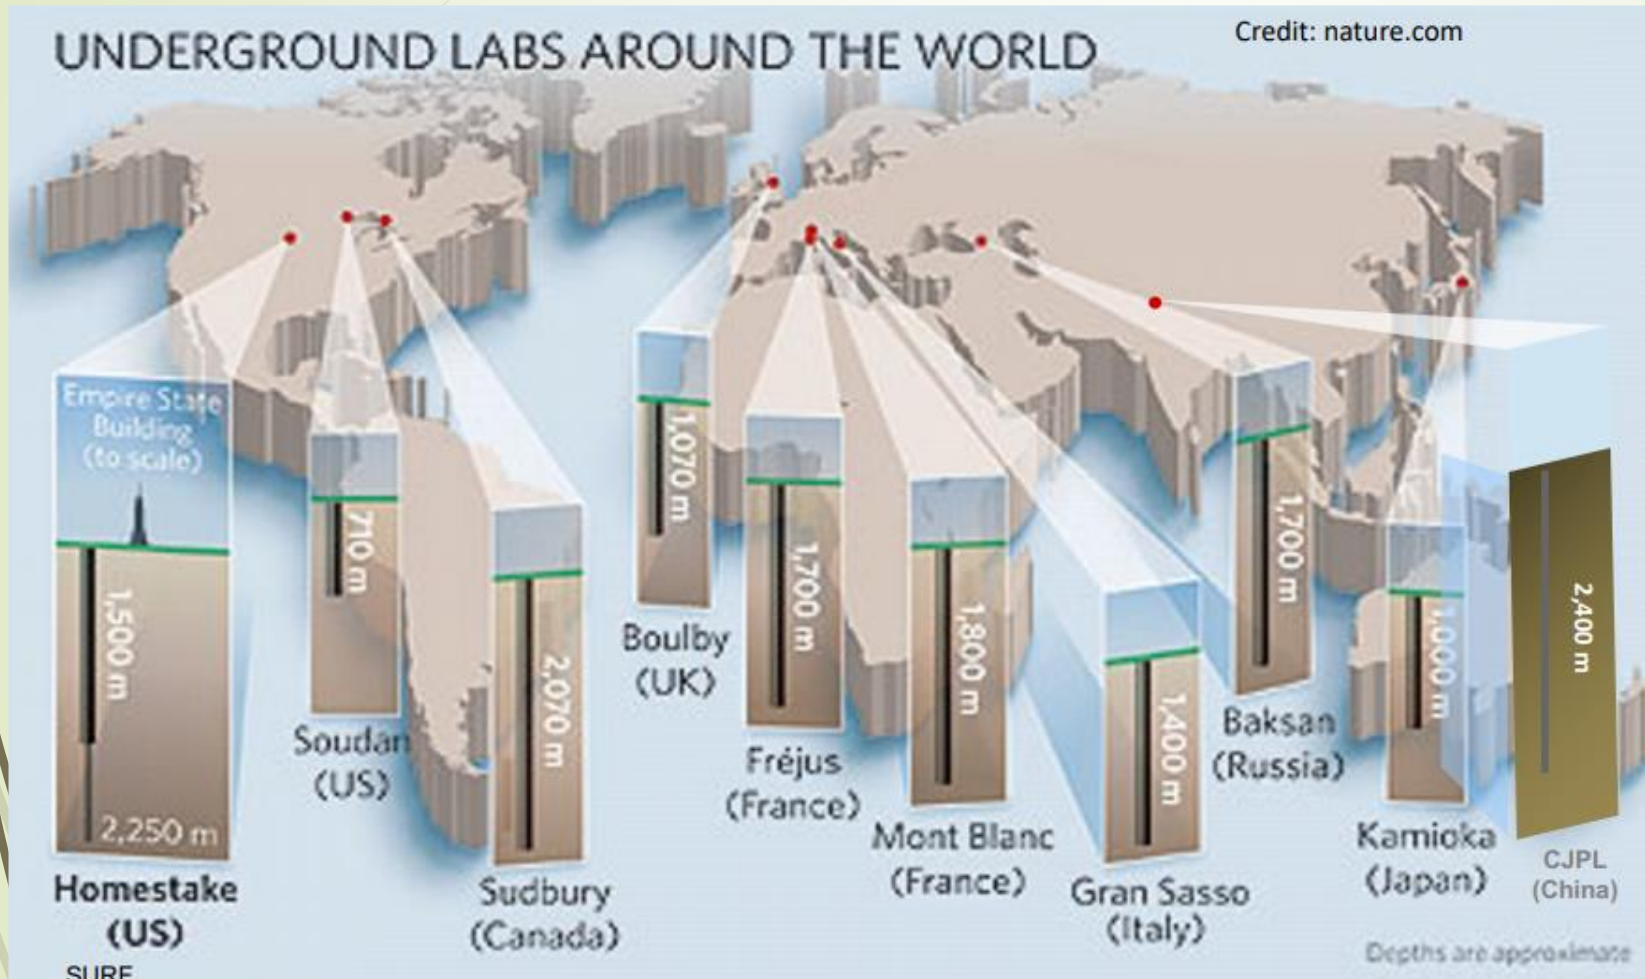 UNDERGROUND LABS AROUND THE WORLD
Credit: nature.com
Empire State
Building
(to scale)
1,500 m
2,250 m
Homestake
(US)
SURF
710 m
Soudan
(US)
2,070 m
Sudbury
(Canada)
1,070 m
Boulby
(UK)
1,700 m
Fréjus
(France)
1,800 m
Mont Blanc
(France)
1,400 m
Gran Sasso
(Italy)
1,700 m
Baksan
(Russia)
1,000 m
Kamioka
(Japan)
2,400 m
CJPL
(China)
Depths are approximate